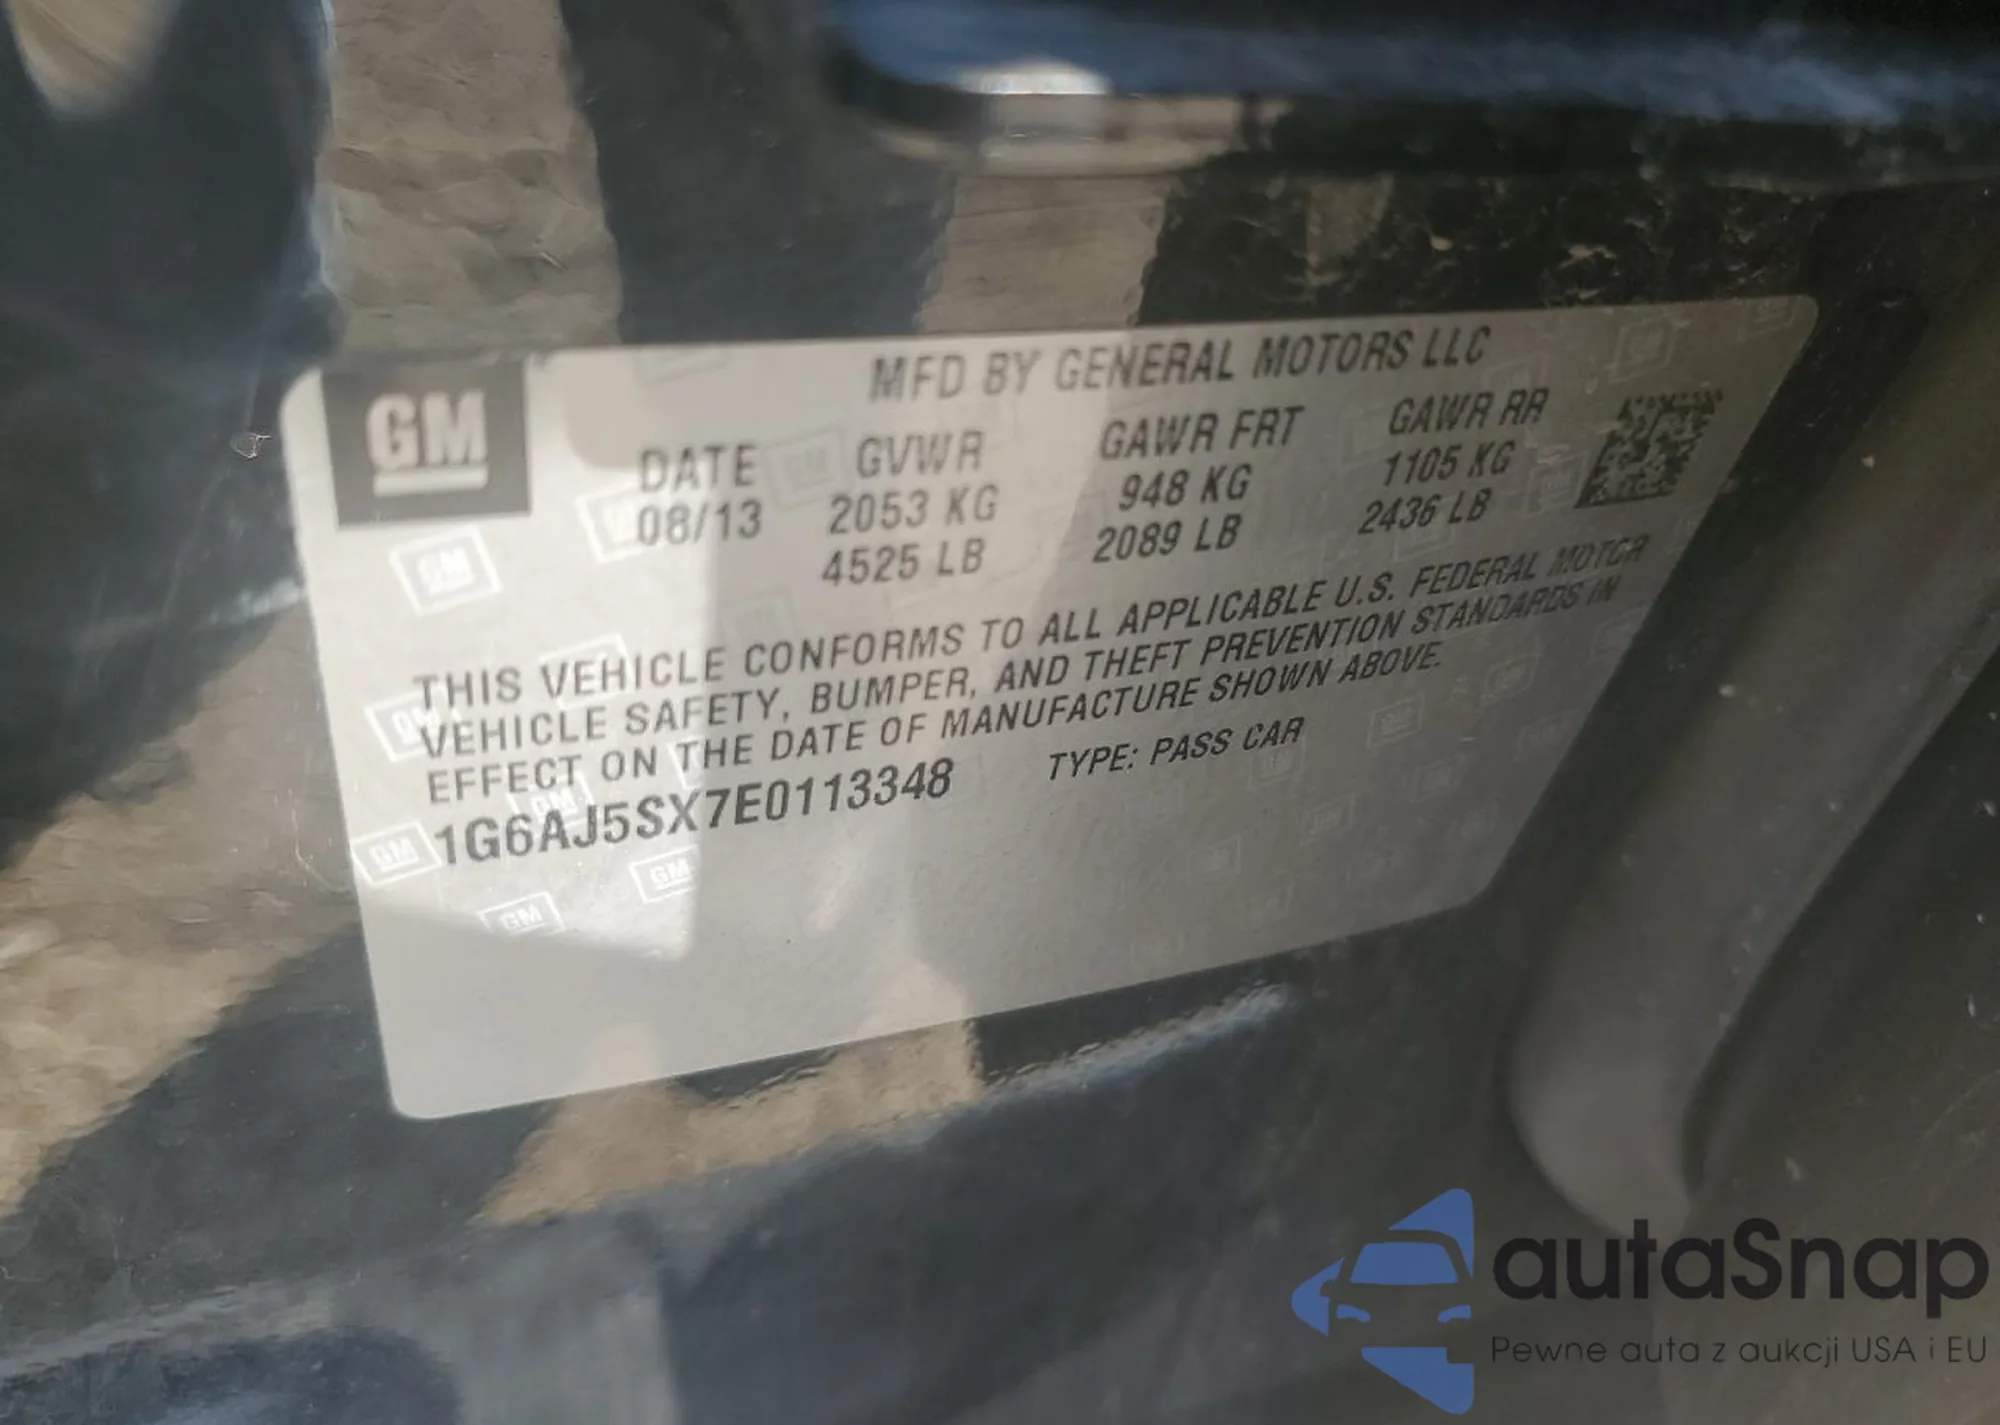 GM
MFD BY GENERAL MOTORS LLC
DATE GVWR GAWR FRT GAWR RR
08/13 2053 KG 948 KG 1105 KG
4525 LB 2089 LB 2436 LB
THIS VEHICLE CONFORMS TO ALL APPLICABLE U.S. FEDERAL MOTOR
VEHICLE SAFETY, BUMPER, AND THEFT PREVENTION STANDARDS IN
EFFECT ON THE DATE OF MANUFACTURE SHOWN ABOVE.
1G6AJ5SX7E0113348 TYPE: PASS CAR
autaSnap
Pewne auta z aukcji USA i EU